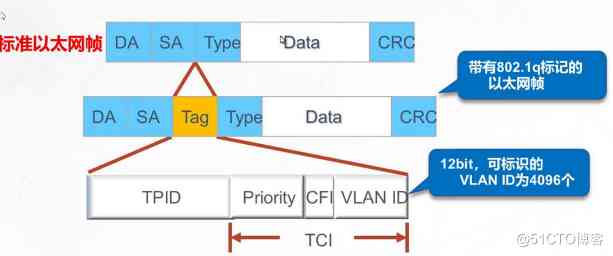 标准以太网帧
DA SA Type Data CRC
带有802.1q标记的
以太网帧
DA SA Tag Type Data CRC
12bit，可标识的
VLAN ID为4096个
TPID Priority CFI VLAN ID
TCI
@51CTO博客